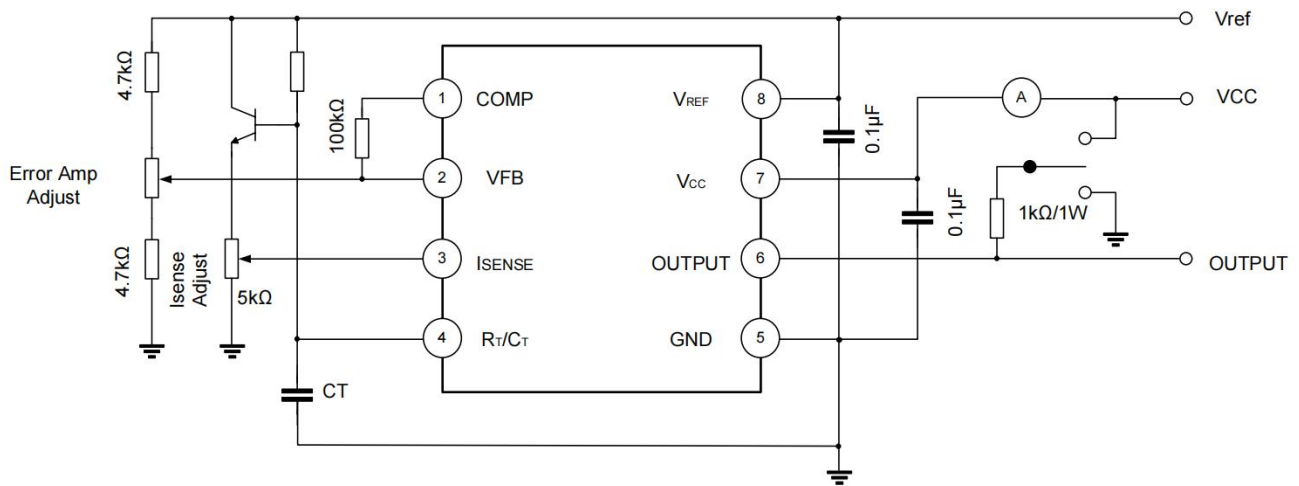 Vref
4.7kΩ
1
COMP
VREF
8
A
VCC
100kΩ
0.1µF
Error Amp
Adjust
2
VFB
VCC
7
0.1µF
1kΩ/1W
4.7kΩ
Isense
Adjust
5kΩ
3
ISENSE
OUTPUT
6
OUTPUT
4
RT/CT
GND
5
CT